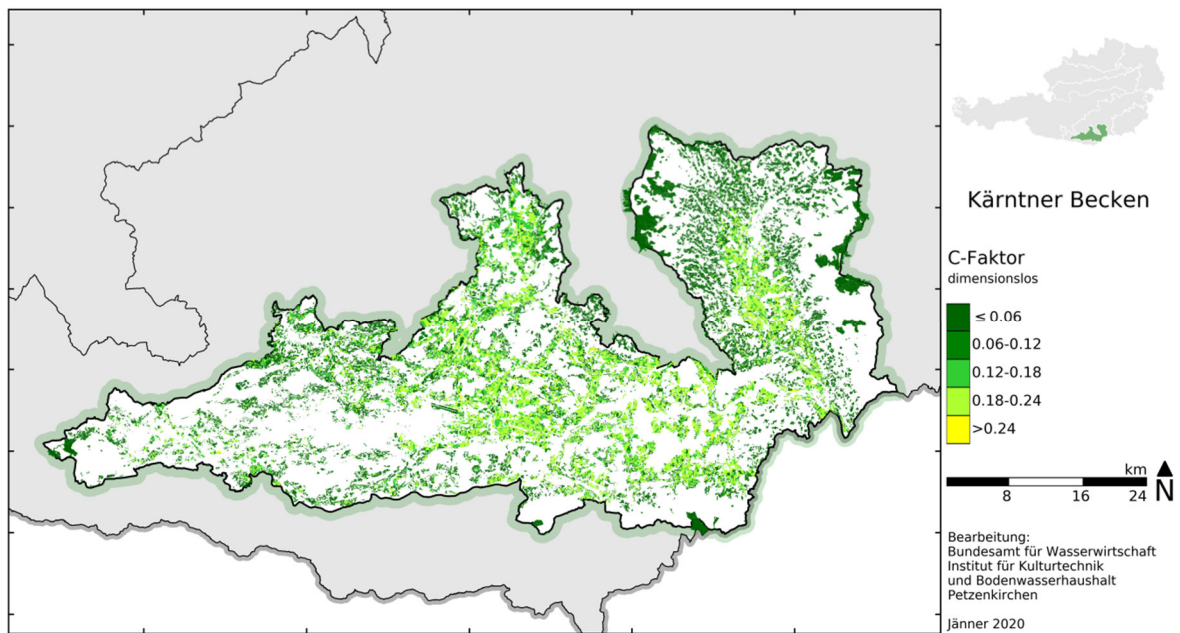 Kärntner Becken
C-Faktor
dimensionslos
≤ 0.06
0.06-0.12
0.12-0.18
0.18-0.24
>0.24
km
8 16 24
N
Bearbeitung:
Bundesamt für Wasserwirtschaft
Institut für Kulturtechnik
und Bodenwasserhaushalt
Petzenkirchen
Jänner 2020